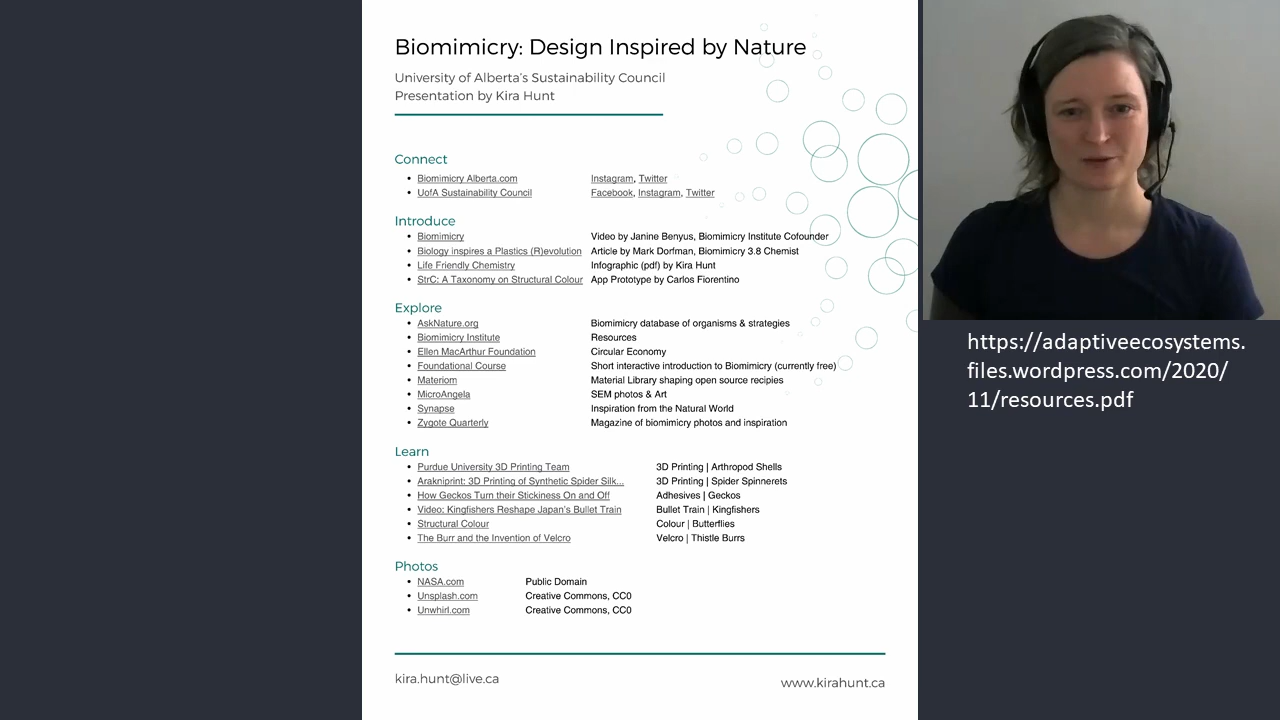 Biomimicry: Design Inspired by Nature
University of Alberta's Sustainability Council
Presentation by Kira Hunt
Connect
• Biomimicry Alberta.com Instagram, Twitter
• UofA Sustainability Council Facebook, Instagram, Twitter
Introduce
• Biomimicry Video by Janine Benyus, Biomimicry Institute Cofounder
• Biology inspires a Plastics (R)evolution Article by Mark Dorfman, Biomimicry 3.8 Chemist
• Life Friendly Chemistry Infographic (pdf) by Kira Hunt
• StrC: A Taxonomy on Structural Colour App Prototype by Carlos Fiorentino
Explore
• AskNature.org Biomimicry database of organisms & strategies
• Biomimicry Institute Resources
• Ellen MacArthur Foundation Circular Economy
• Foundational Course Short interactive introduction to Biomimicry (currently free)
• Materiom Material Library shaping open source recipies
• MicroAngela SEM photos & Art
• Synapse Inspiration from the Natural World
• Zygote Quarterly Magazine of biomimicry photos and inspiration
Learn
• Purdue University 3D Printing Team 3D Printing | Arthropod Shells
• Arakniprint: 3D Printing of Synthetic Spider Silk... 3D Printing | Spider Spinnerets
• How Geckos Turn their Stickiness On and Off Adhesives | Geckos
• Video; Kingfishers Reshape Japan's Bullet Train Bullet Train | Kingfishers
• Structural Colour Colour | Butterflies
• The Burr and the Invention of Velcro Velcro | Thistle Burrs
Photos
• NASA.com Public Domain
• Unsplash.com Creative Commons, CC0
• Unwhirl.com Creative Commons, CC0
kira.hunt@live.ca www.kirahunt.ca
https://adaptiveecosystems.
files.wordpress.com/2020/
11/resources.pdf